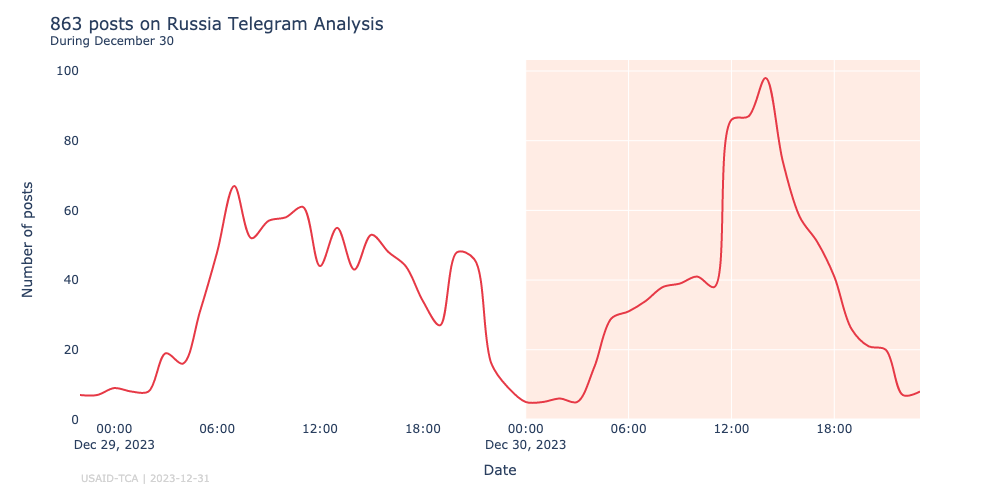 863 posts on Russia Telegram Analysis
During December 30
100
80
60
40
20
0
Number of posts
00:00 06:00 12:00 18:00 00:00 06:00 12:00 18:00
Dec 29, 2023 Dec 30, 2023
Date
USAID-TCA | 2023-12-31